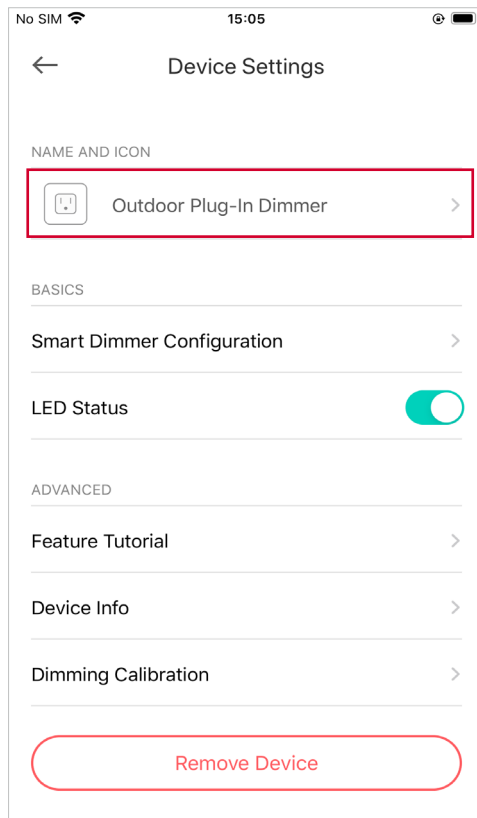 No SIM 15:05
Device Settings
NAME AND ICON
Outdoor Plug-In Dimmer
BASICS
Smart Dimmer Configuration
LED Status
ADVANCED
Feature Tutorial
Device Info
Dimming Calibration
Remove Device